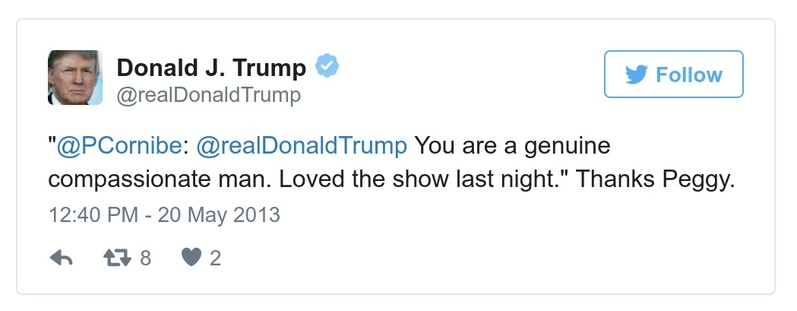 Donald J. Trump
@realDonaldTrump
Follow
"@PCornibe: @realDonaldTrump You are a genuine
compassionate man. Loved the show last night." Thanks Peggy.
12:40 PM - 20 May 2013
8 2